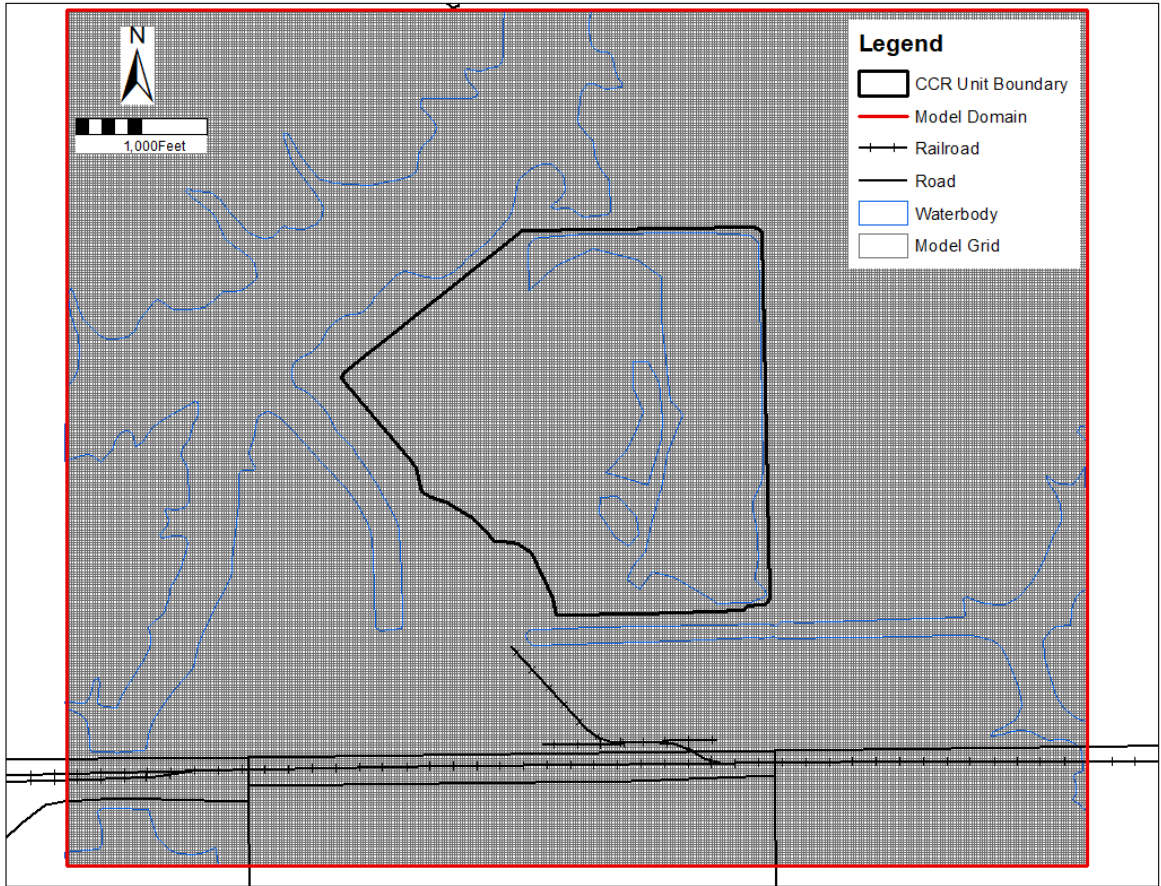 N
1,000Feet
Legend
CCR Unit Boundary
Model Domain
Railroad
Road
Waterbody
Model Grid